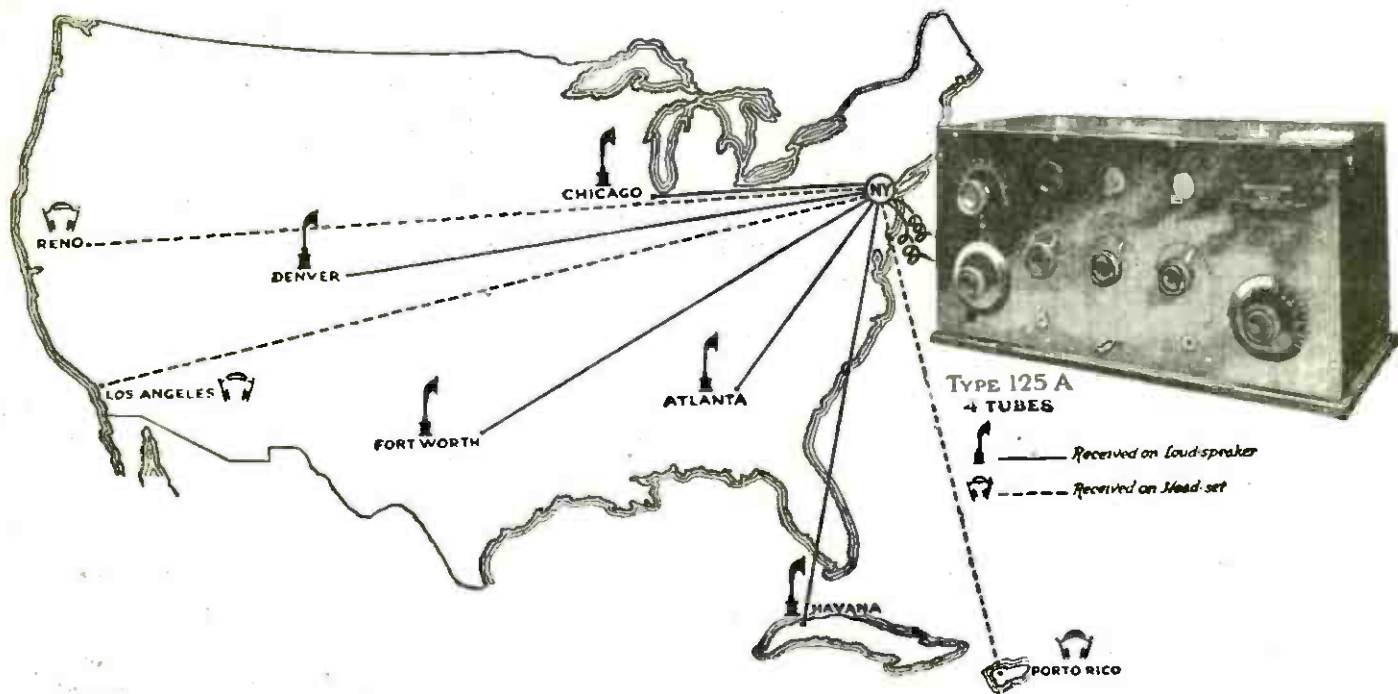 CHICAGO
NY
RENO
DENVER
LOS ANGELES
FORT WORTH
ATLANTA
TYPE 125 A
4 TUBES
Received on Loud-speaker
Received on Head-set
HAVANA
PORTO RICO